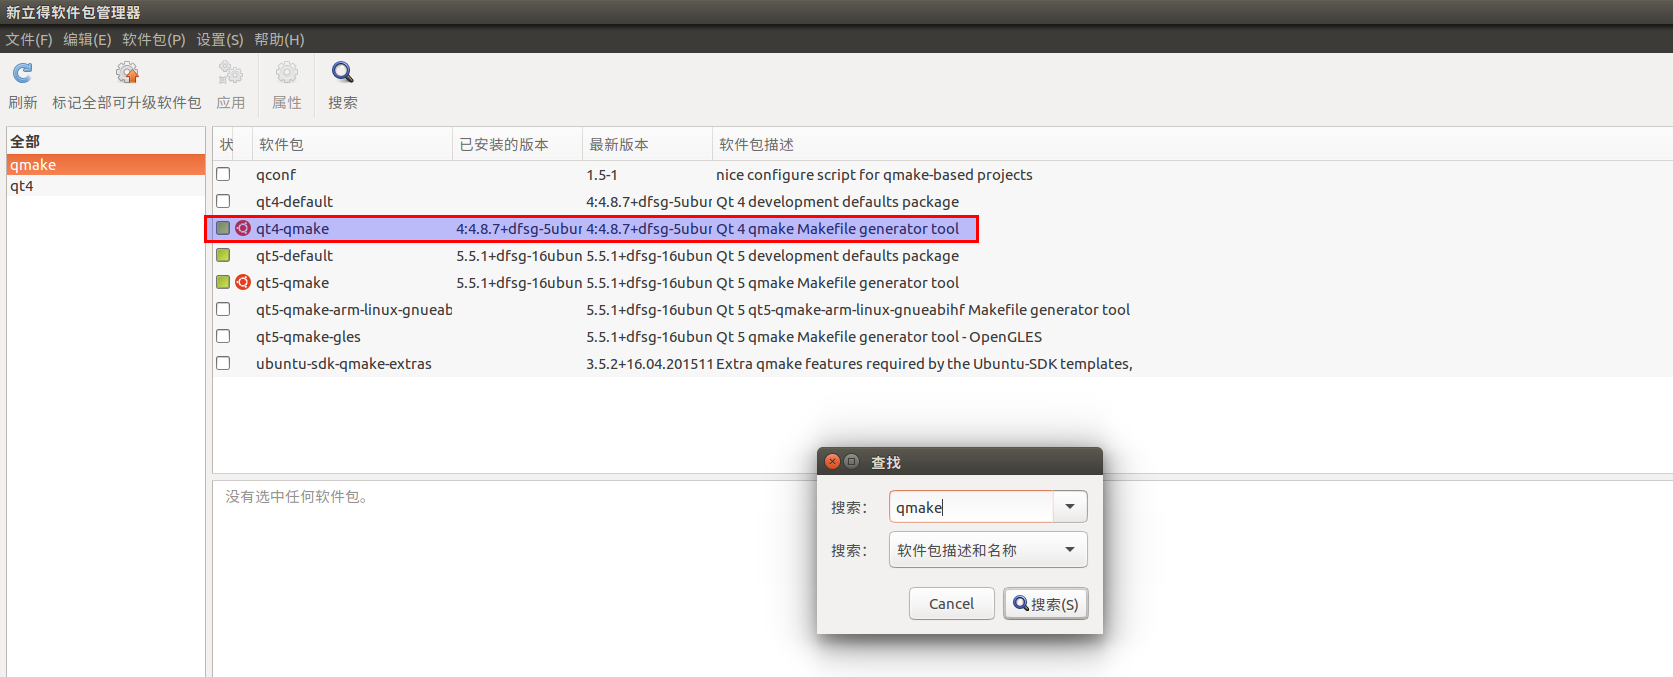 新立得软件包管理器
文件(F) 编辑(E) 软件包(P) 设置(S) 帮助(H)
刷新 标记全部可升级软件包 应用 属性 搜索
全部
qmake
qt4
状 软件包 已安装的版本 最新版本 软件包描述
qconf 1.5-1 nice configure script for qmake-based projects
qt4-default 4:4.8.7+dfsg-5ubun Qt 4 development defaults package
qt4-qmake 4:4.8.7+dfsg-5ubun 4:4.8.7+dfsg-5ubun Qt 4 qmake Makefile generator tool
qt5-default 5.5.1+dfsg-16ubun 5.5.1+dfsg-16ubun Qt 5 development defaults package
qt5-qmake 5.5.1+dfsg-16ubun 5.5.1+dfsg-16ubun Qt 5 qmake Makefile generator tool
qt5-qmake-arm-linux-gnueab 5.5.1+dfsg-16ubun Qt 5 qt5-qmake-arm-linux-gnueabihf Makefile generator tool
qt5-qmake-gles 5.5.1+dfsg-16ubun Qt 5 qmake Makefile generator tool - OpenGLES
ubuntu-sdk-qmake-extras 3.5.2+16.04.201511 Extra qmake features required by the Ubuntu-SDK templates,
没有选中任何软件包。
查找
搜索： qmake
搜索： 软件包描述和名称
Cancel 搜索(S)